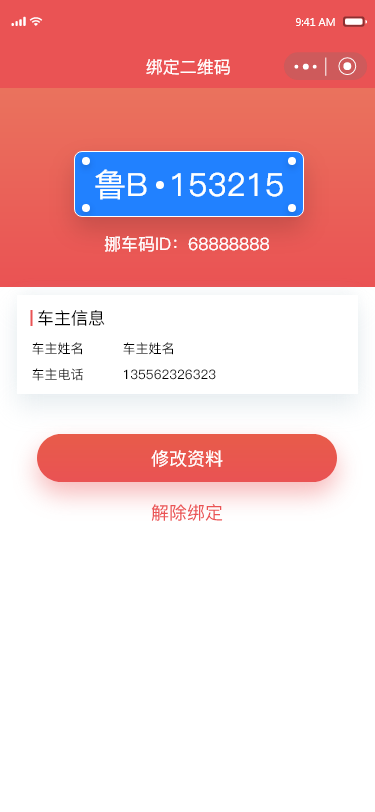 9:41 AM
绑定二维码
鲁B·153215
挪车码ID：68888888
车主信息
车主姓名 车主姓名
车主电话 135562326323
修改资料
解除绑定